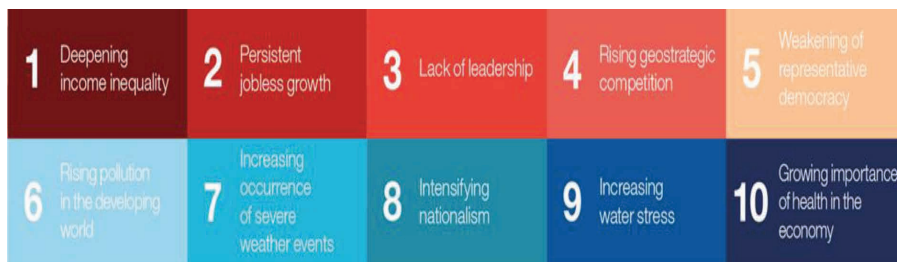 1 Deepening
income inequality
2 Persistent
jobless growth
3 Lack of leadership
4 Rising geostrategic
competition
5 Weakening of
representative
democracy
6 Rising pollution
in the developing
world
7 Increasing
occurrence
of severe
weather events
8 Intensifying
nationalism
9 Increasing
water stress
10 Growing importance
of health in the
economy